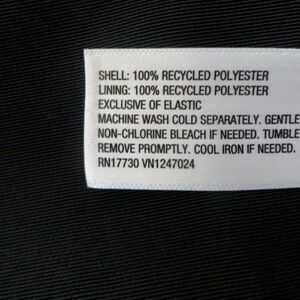 SHELL: 100% RECYCLED POLYESTER
LINING: 100% RECYCLED POLYESTER
EXCLUSIVE OF ELASTIC
MACHINE WASH COLD SEPARATELY. GENTLE
NON-CHLORINE BLEACH IF NEEDED. TUMBLE
REMOVE PROMPTLY. COOL IRON IF NEEDED.
RN17730 VN1247024